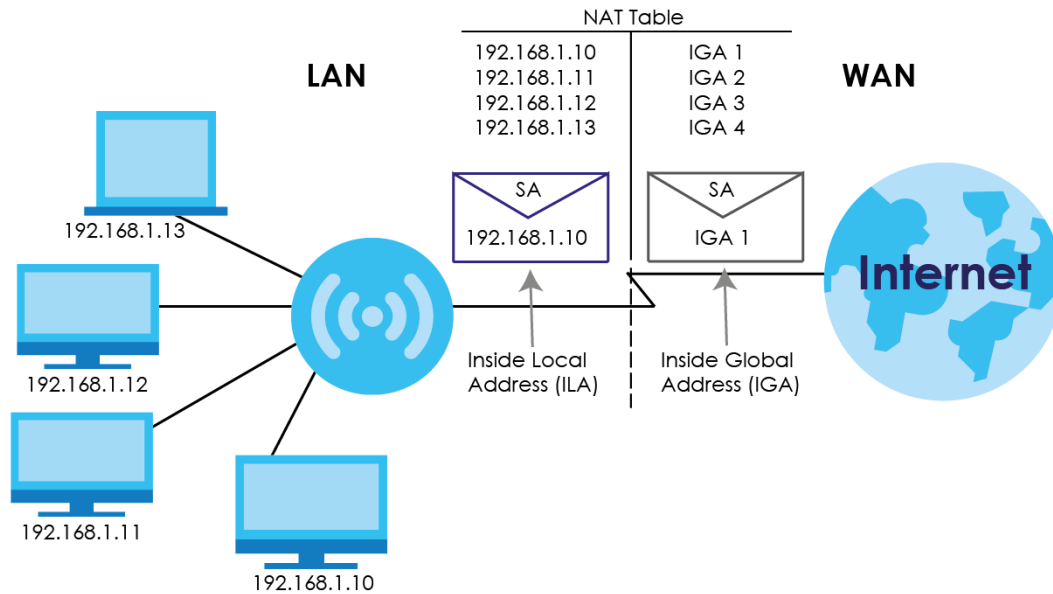 NAT Table
192.168.1.10 IGA 1
192.168.1.11 IGA 2
192.168.1.12 IGA 3
192.168.1.13 IGA 4
LAN
WAN
SA
192.168.1.10
SA
IGA 1
192.168.1.13
Internet
Inside Local
Address (ILA)
Inside Global
Address (IGA)
192.168.1.12
192.168.1.11
192.168.1.10